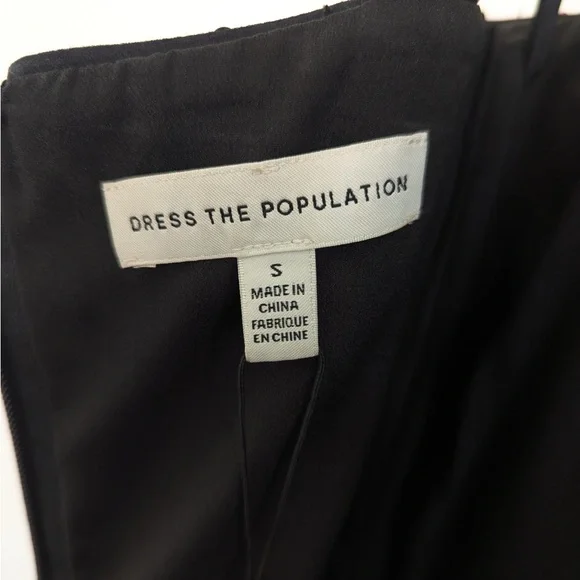 DRESS THE POPULATION
S
MADE IN
CHINA
FABRIQUE
EN CHINE